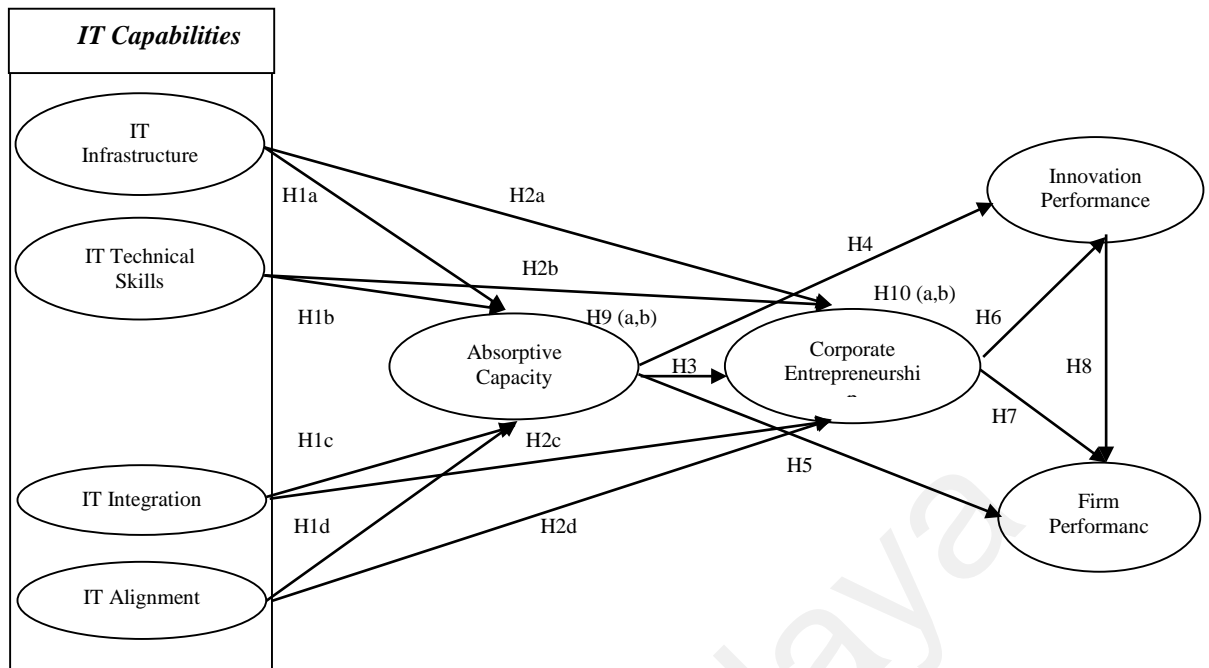 IT Capabilities
IT
Infrastructure
IT Technical
Skills
IT Integration
IT Alignment
H1a
H2a
H2b
H1b
H1c
H2c
H1d
H2d
Absorptive
Capacity
H9 (a,b)
H10 (a,b)
H3
H4
H5
Corporate
Entrepreneurshi
H6
H7
H8
Innovation
Performance
Firm
Performanc
laya